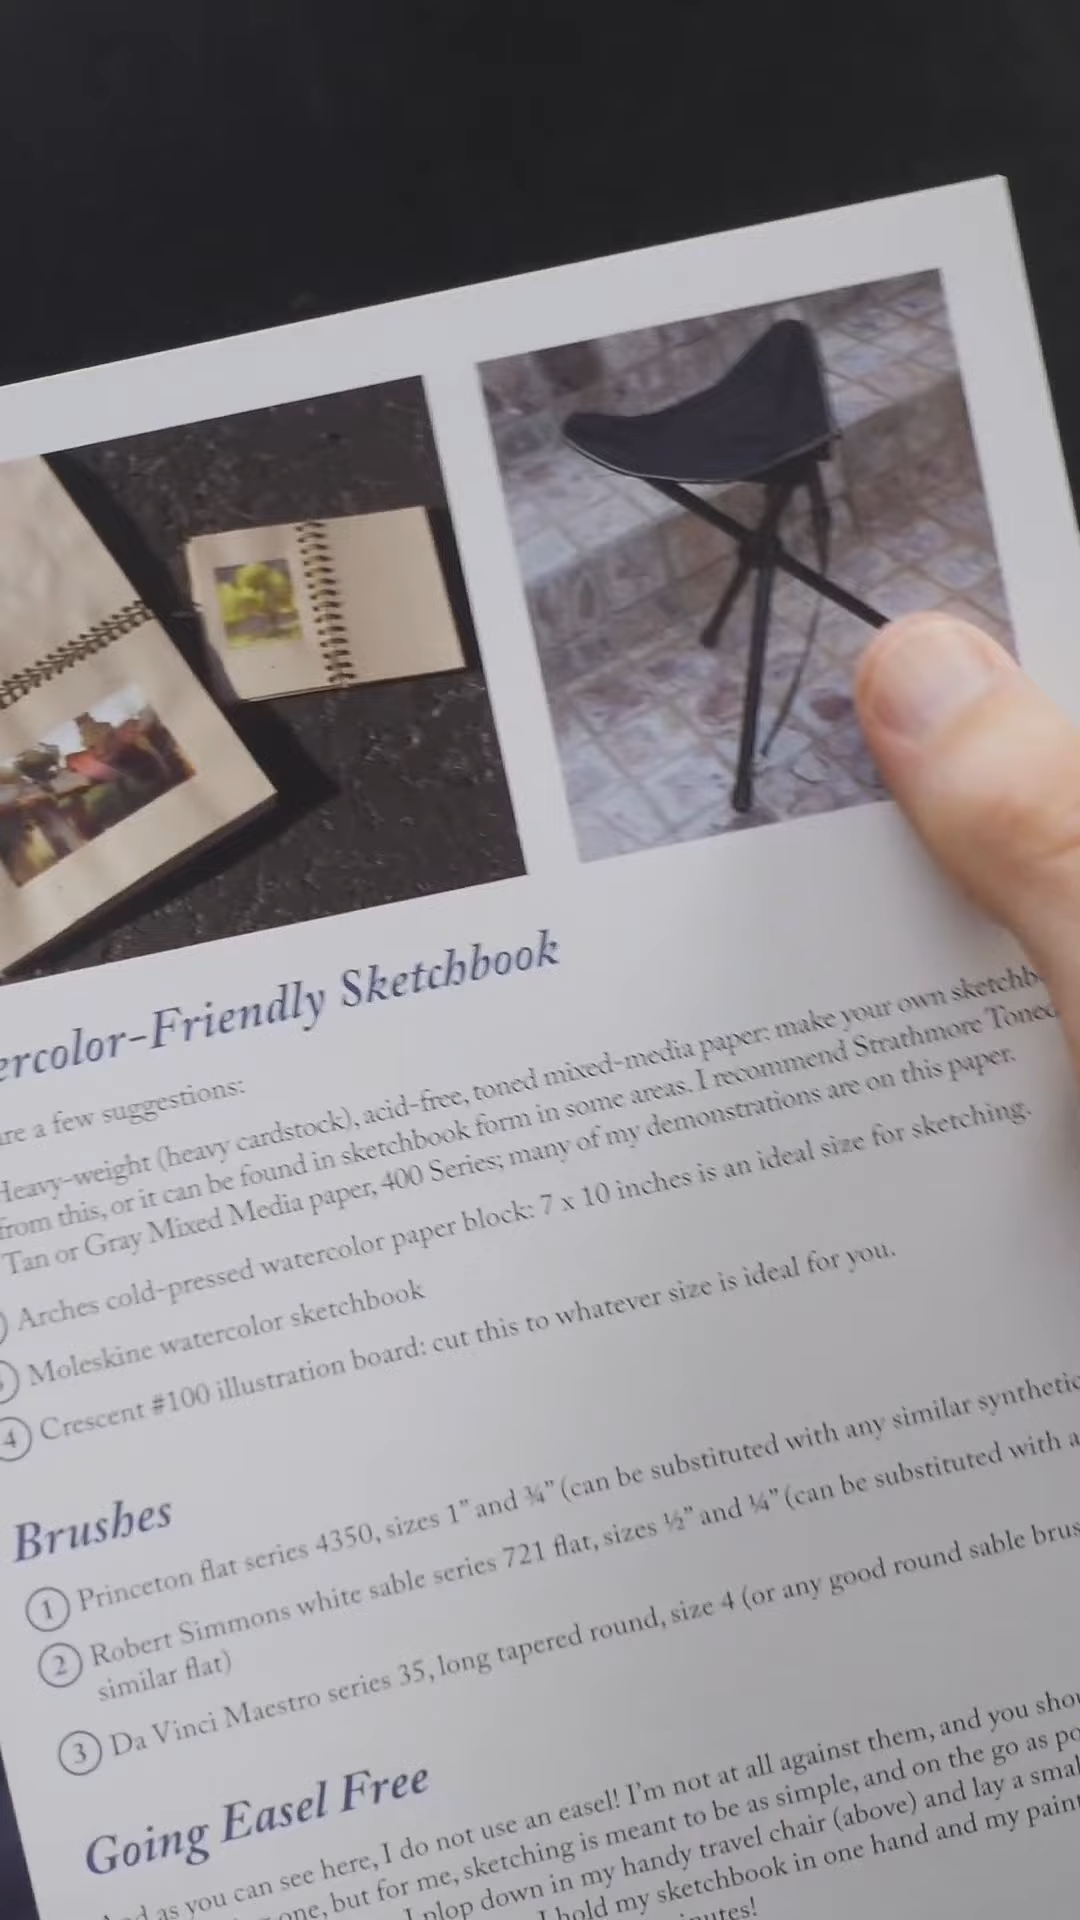 ercolor-Friendly Sketchbook
are a few suggestions:
Heavy-weight (heavy cardstock), acid-free, toned mixed-media paper: make your own sketchb
from this, or it can be found in sketchbook form in some areas. I recommend Strathmore Toned
Tan or Gray Mixed Media paper, 400 Series; many of my demonstrations are on this paper.
Arches cold-pressed watercolor paper block: 7 x 10 inches is an ideal size for sketching.
Moleskine watercolor sketchbook
4 Crescent #100 illustration board: cut this to whatever size is ideal for you.
Brushes
1 Princeton flat series 4350, sizes 1” and ¾” (can be substituted with any similar synthetic
2 Robert Simmons white sable series 721 flat, sizes ½” and ¼” (can be substituted with a
similar flat)
3 Da Vinci Maestro series 35, long tapered round, size 4 (or any good round sable brus
Going Easel Free
And as you can see here, I do not use an easel! I’m not at all against them, and you shou
one, but for me, sketching is meant to be as simple, and on the go as po
I plop down in my handy travel chair (above) and lay a smal
I hold my sketchbook in one hand and my paint
inutes!